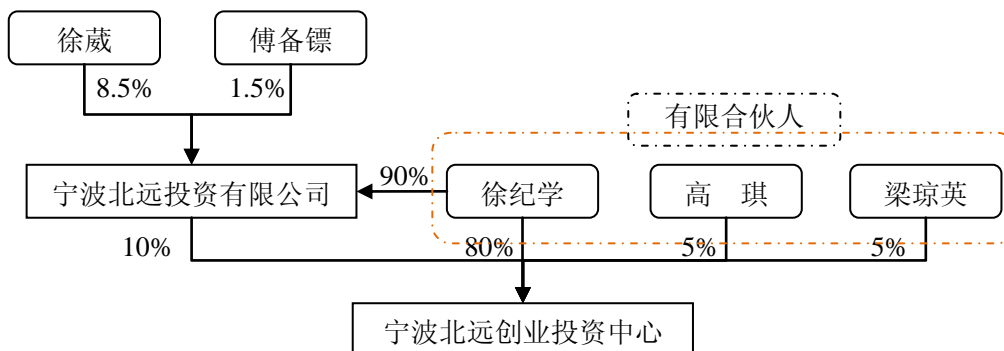 徐葳
傅备镖
8.5%
1.5%
有限合伙人
宁波北远投资有限公司
90%
徐纪学
高 琪
梁琼英
10%
80%
5%
5%
宁波北远创业投资中心